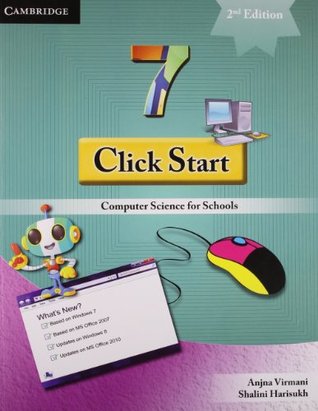 CAMBRIDGE
2nd Edition
7
Click Start
Computer Science for Schools
What's New?
Based on Windows 7
Based on MS Office 2007
Updates on Windows 8
Updates on MS Office 2010
Anjna Virmani
Shalini Harisukh